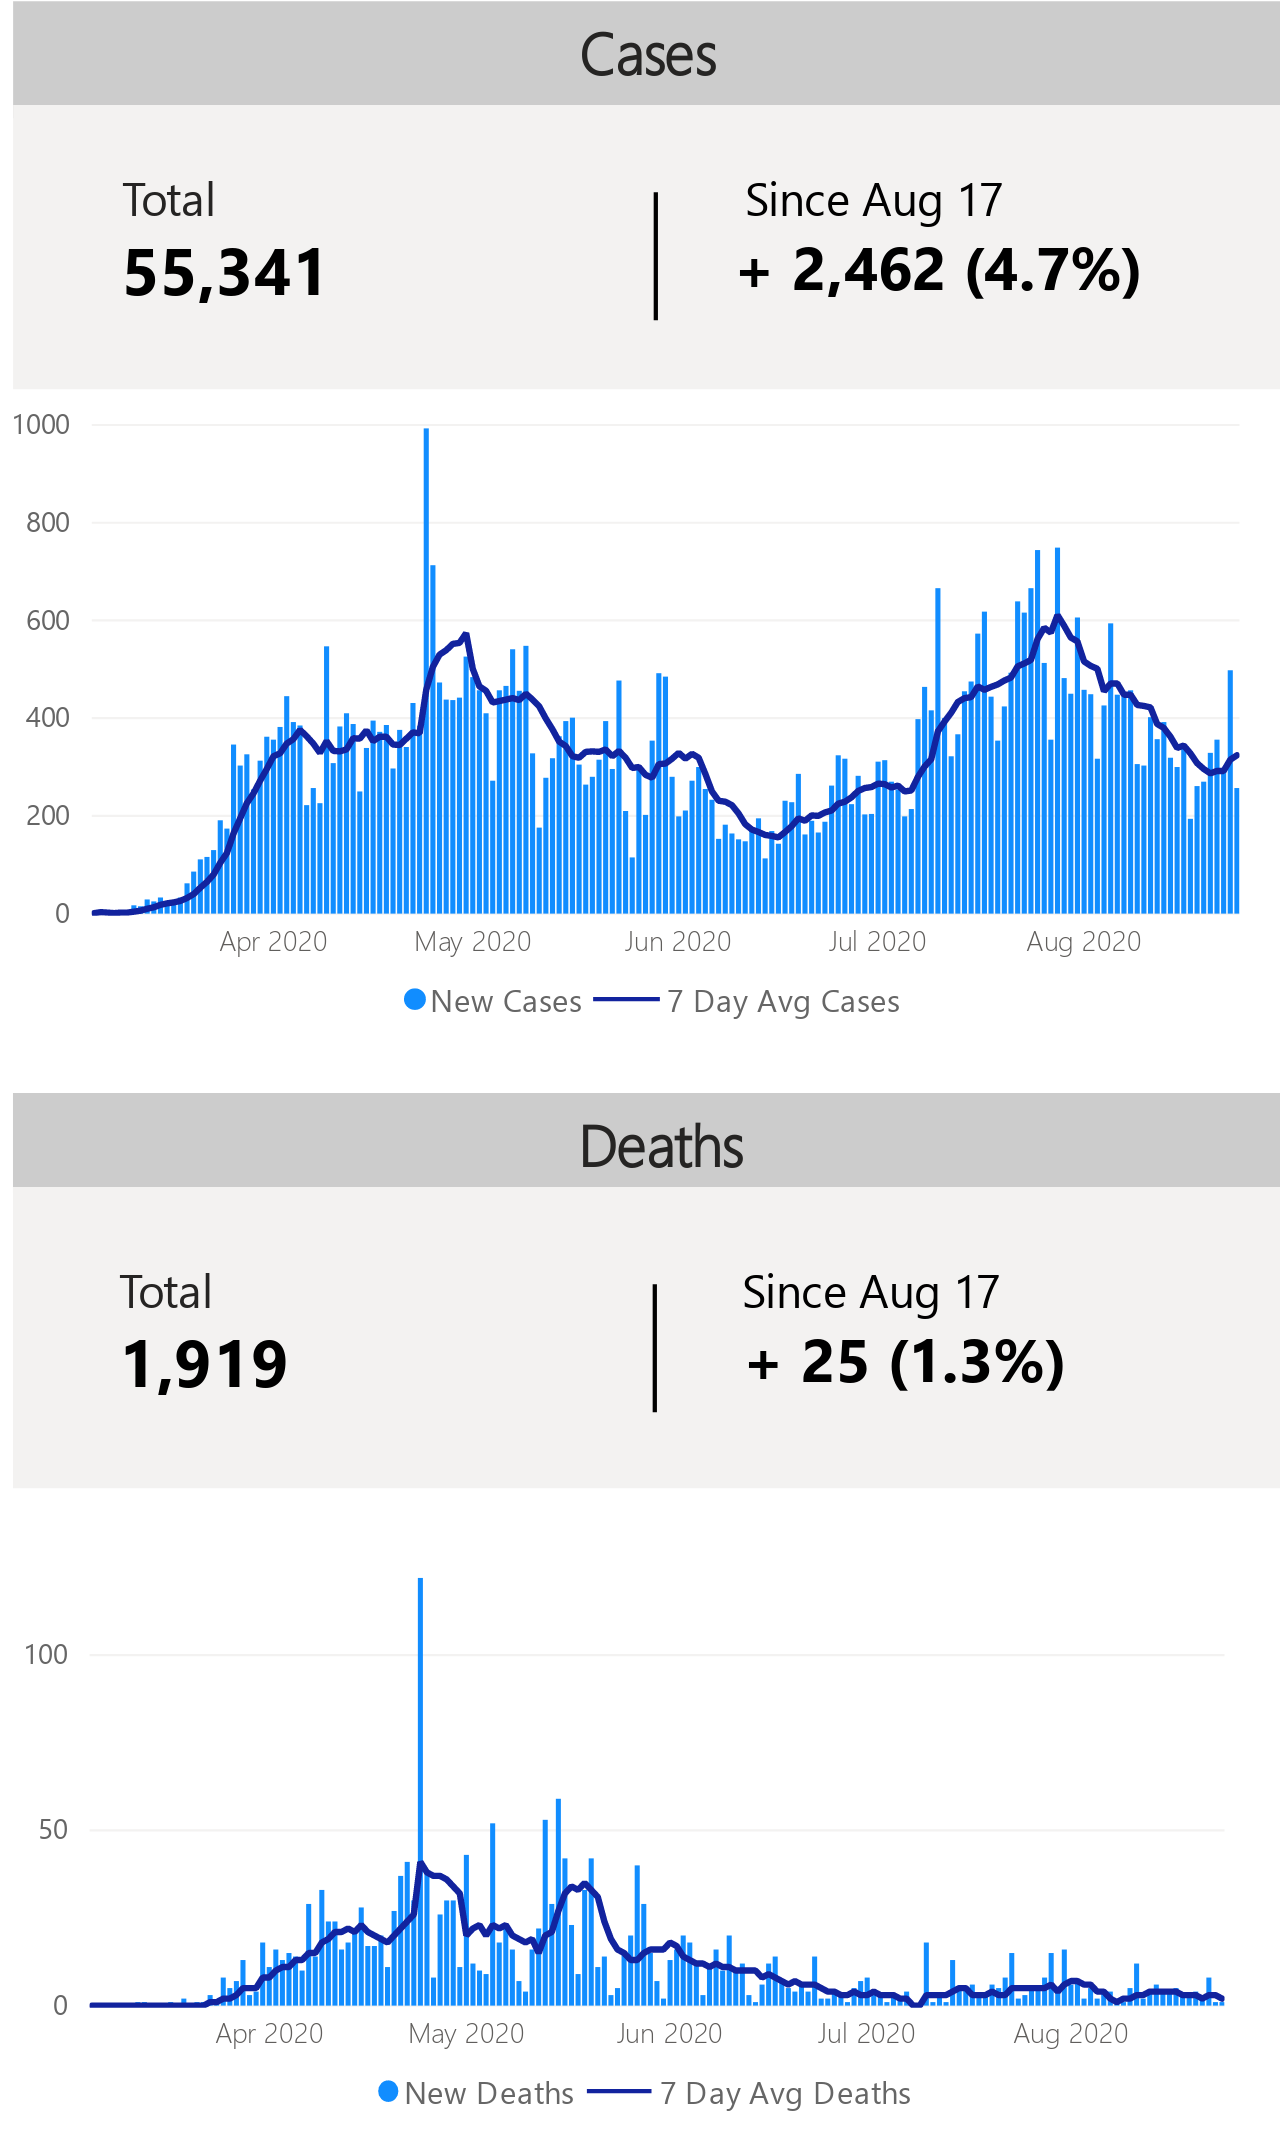 Cases
Total
Since Aug 17
55,341
+ 2,462 (4.7%)
1000
800
600
400
200
0
Apr 2020
May 2020
Jun 2020
Jul 2020
Aug 2020
New Cases
7 Day Avg Cases
Deaths
Total
Since Aug 17
1,919
+ 25 (1.3%)
100
50
0
Apr 2020
May 2020
Jun 2020
Jul 2020
Aug 2020
New Deaths
7 Day Avg Deaths